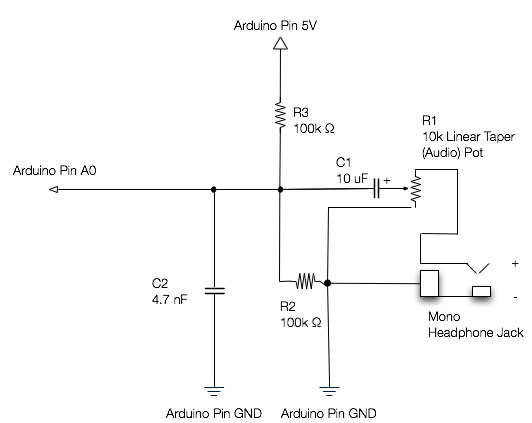 Arduino Pin 5V
R3
100k Ω
R1
10k Linear Taper
(Audio) Pot
C1
10 uF
+
Arduino Pin A0
C2
4.7 nF
R2
100k Ω
+
-
Mono
Headphone Jack
Arduino Pin GND
Arduino Pin GND